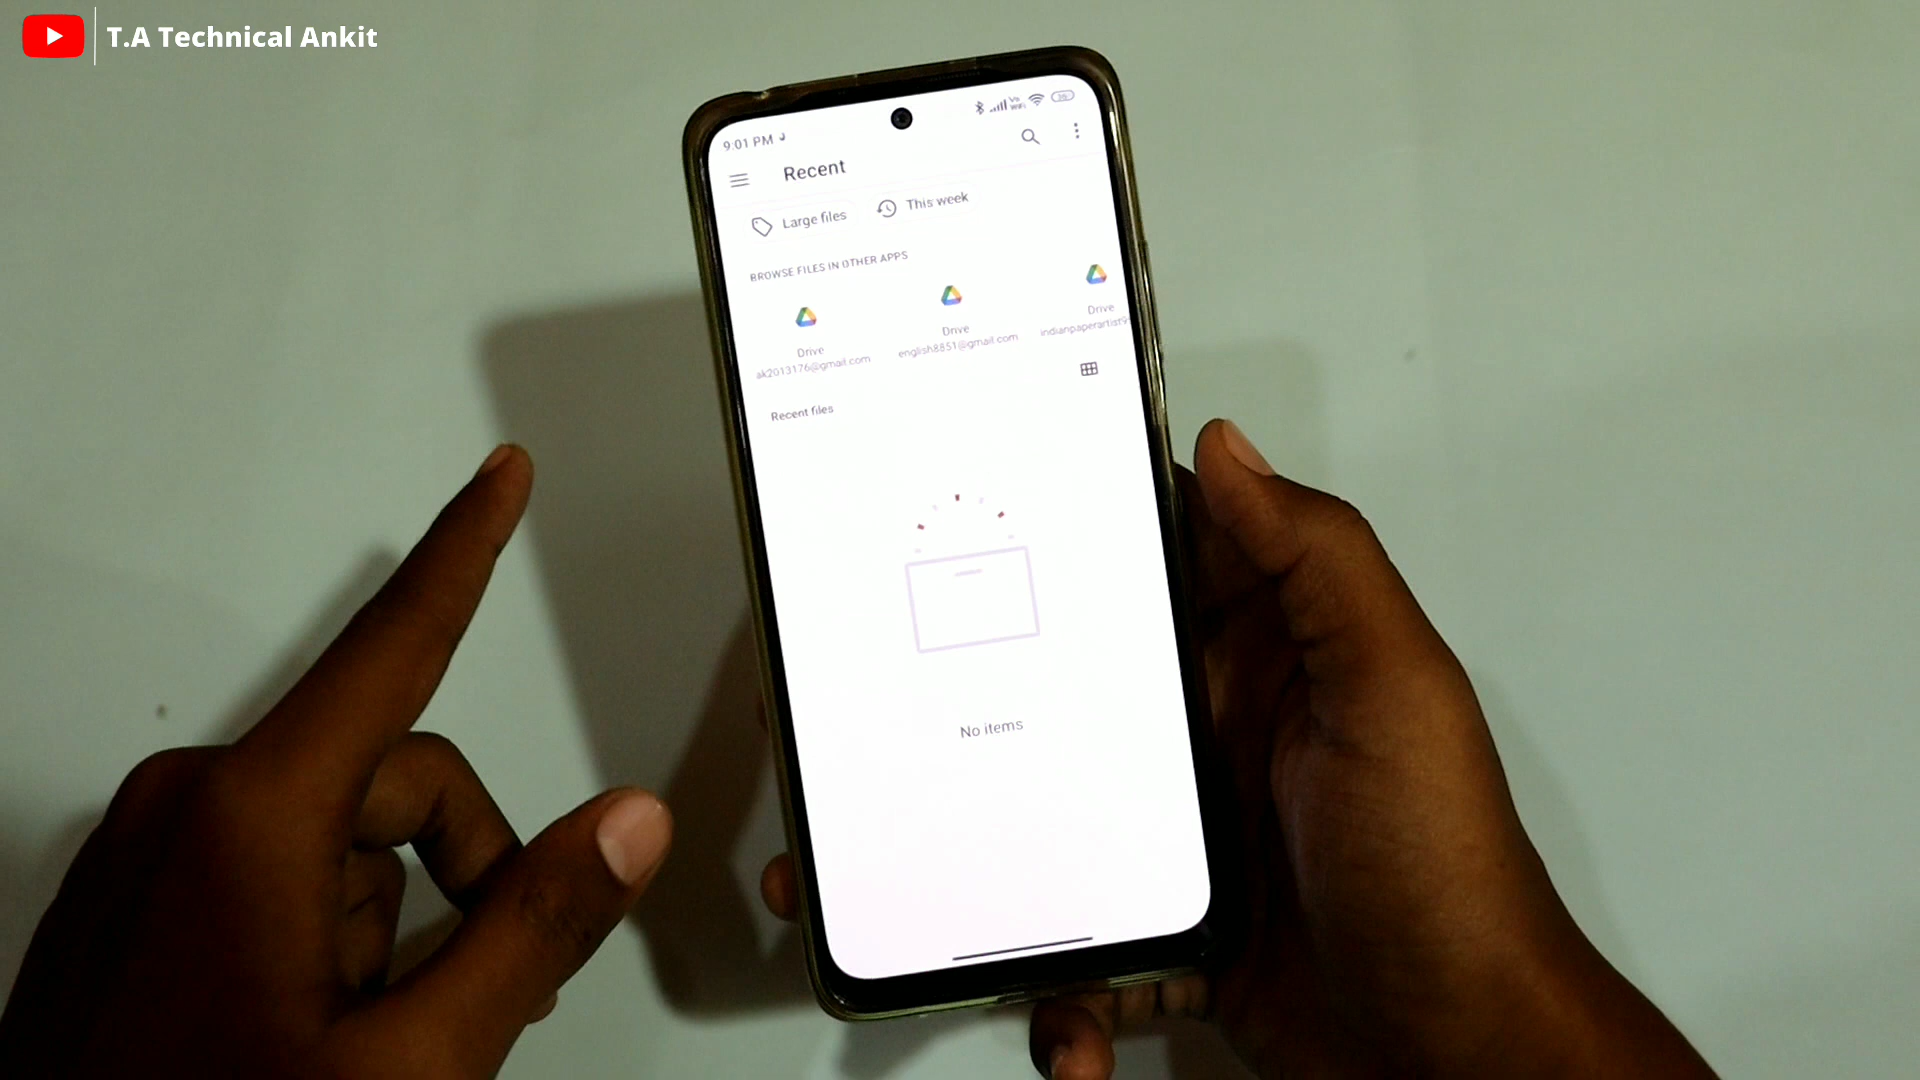 T.A Technical Ankit
9:01 PM
Recent
Large files
This week
BROWSE FILES IN OTHER APPS
Drive
ak2013176@gmail.com
Drive
english8851@gmail.com
Drive
Recent files
No items